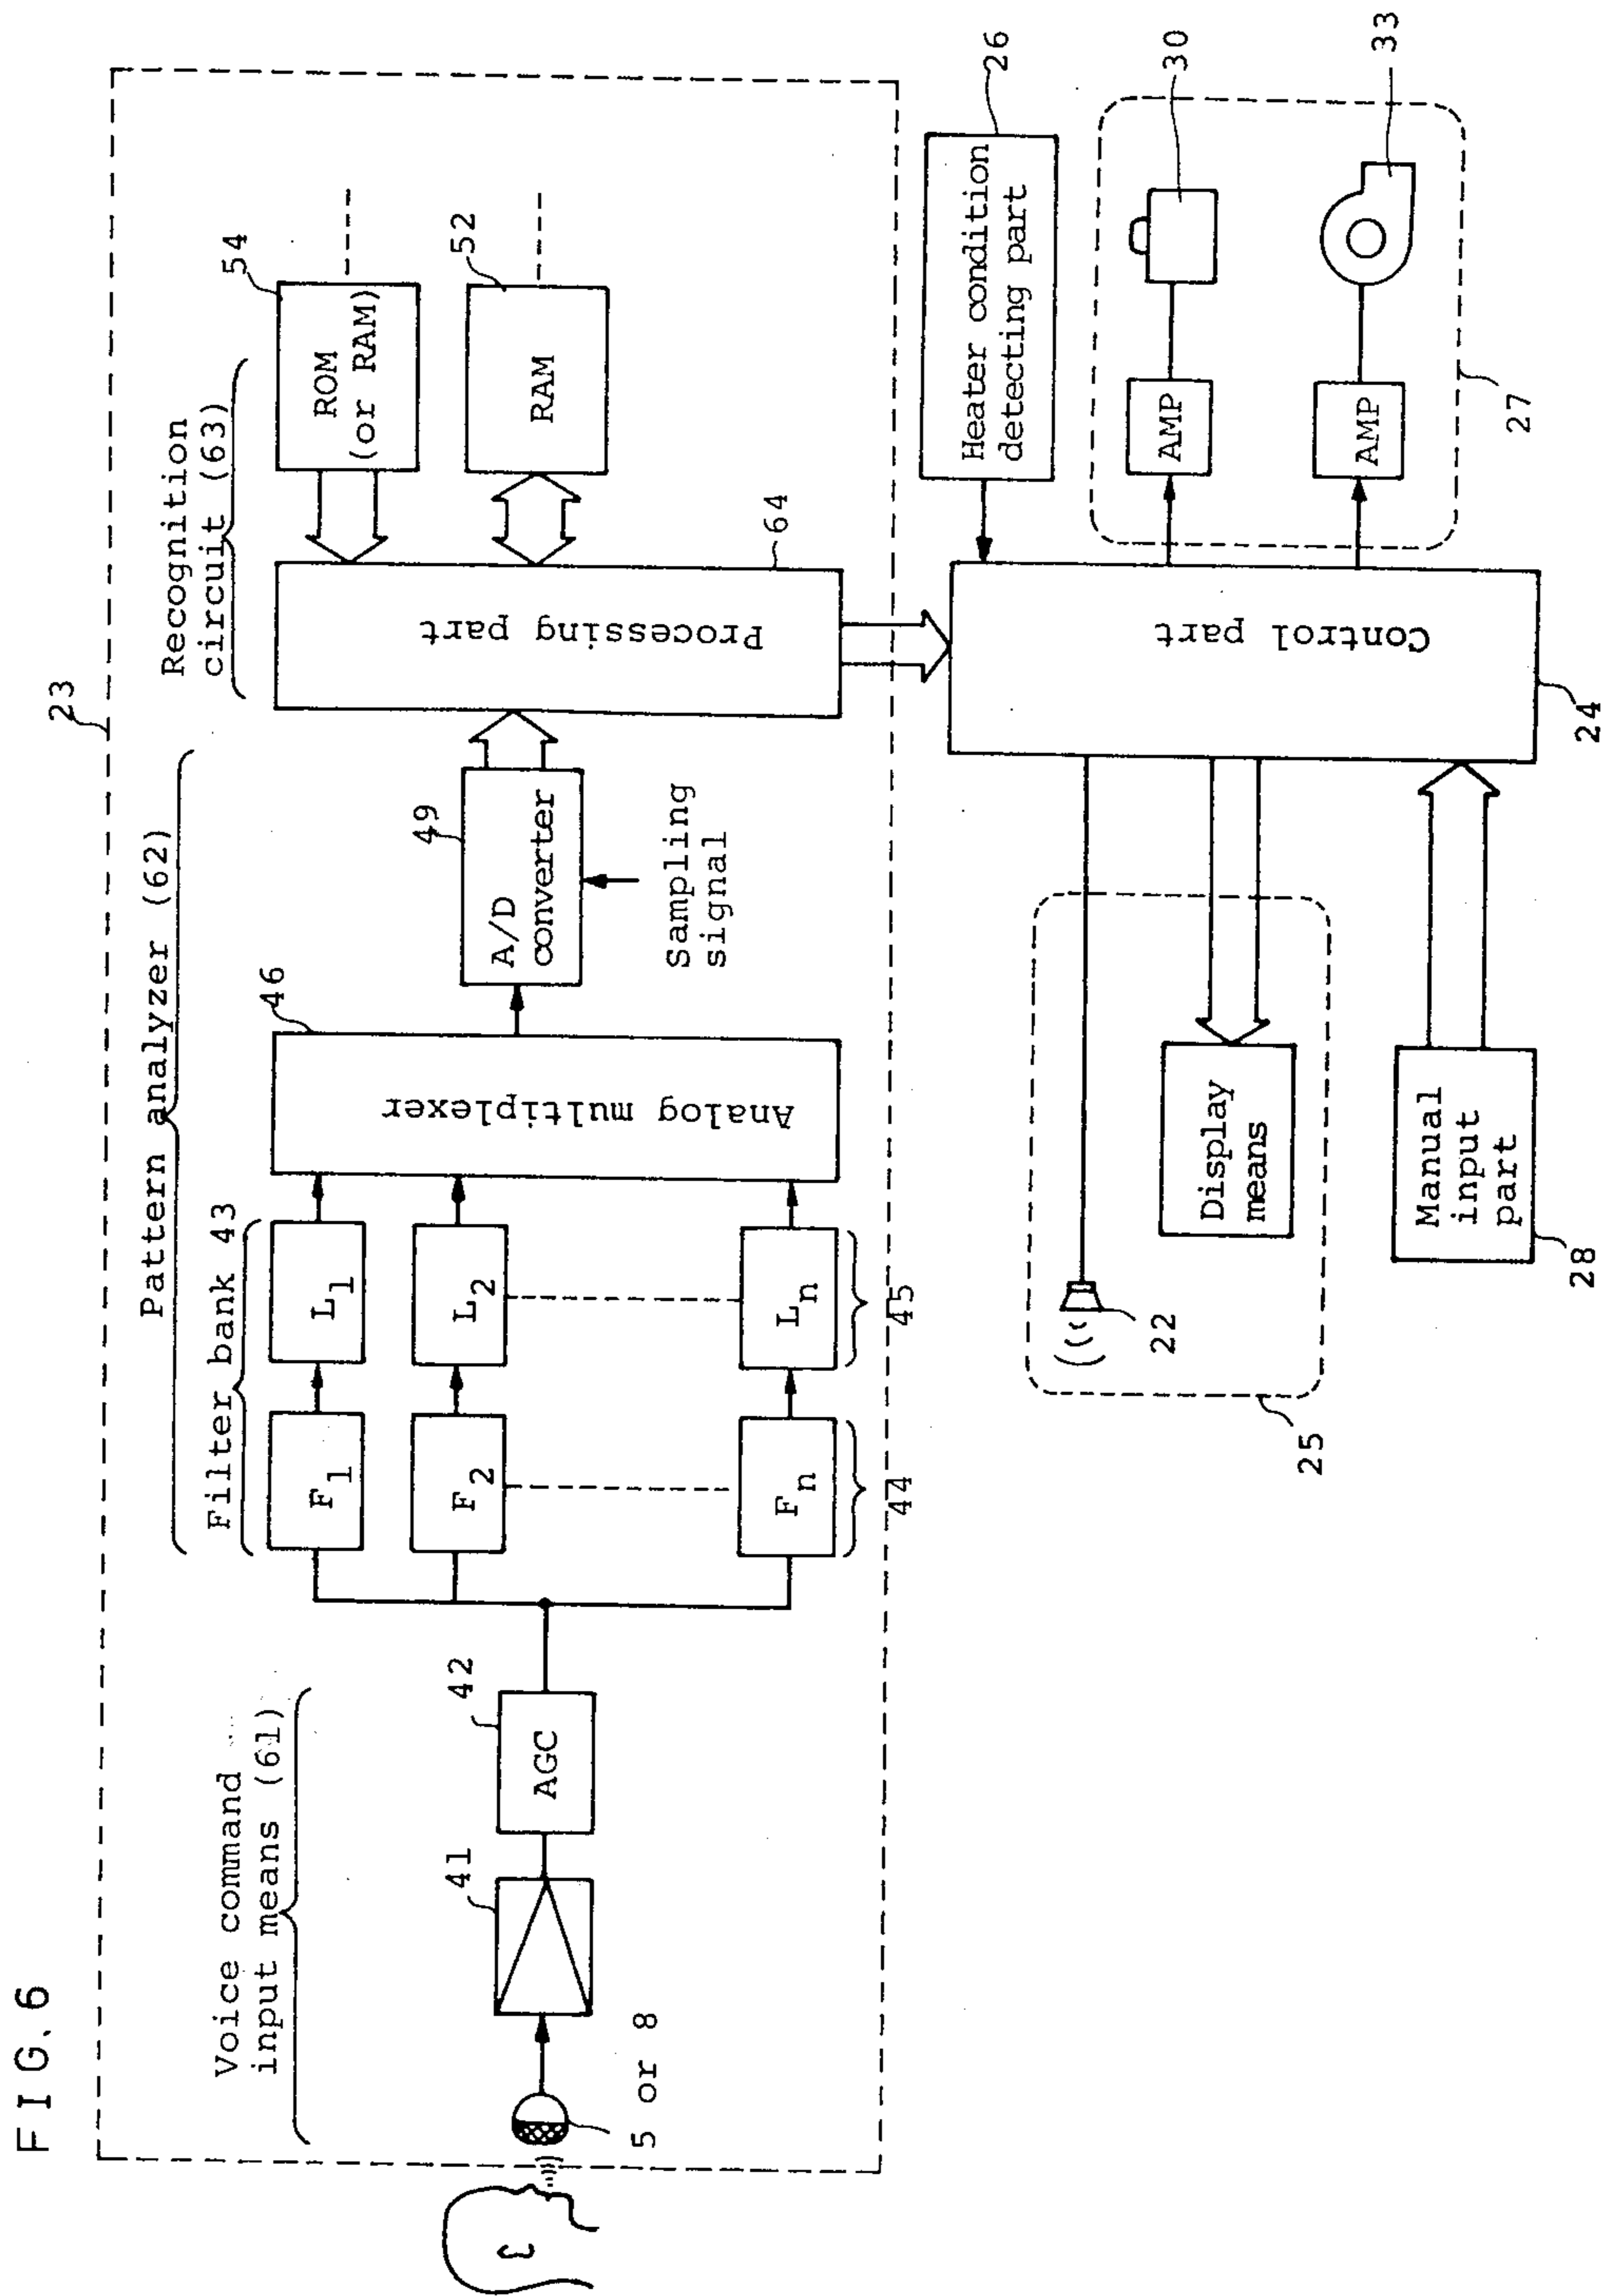 FIG. 6
23
Voice command
input means (61)
Pattern analyzer (62)
Recognition
circuit (63)
Filter bank 43
5 or 8
41
42
AGC
F1
L1
F2
L2
Fn
Ln
44
45
46
Analog multiplexer
49
A/D
converter
Sampling
signal
Processing part
64
54
ROM
(or RAM)
52
RAM
26
Heater condition
detecting part
Control part
24
AMP
30
AMP
33
27
22
Display
means
25
Manual
input
part
28